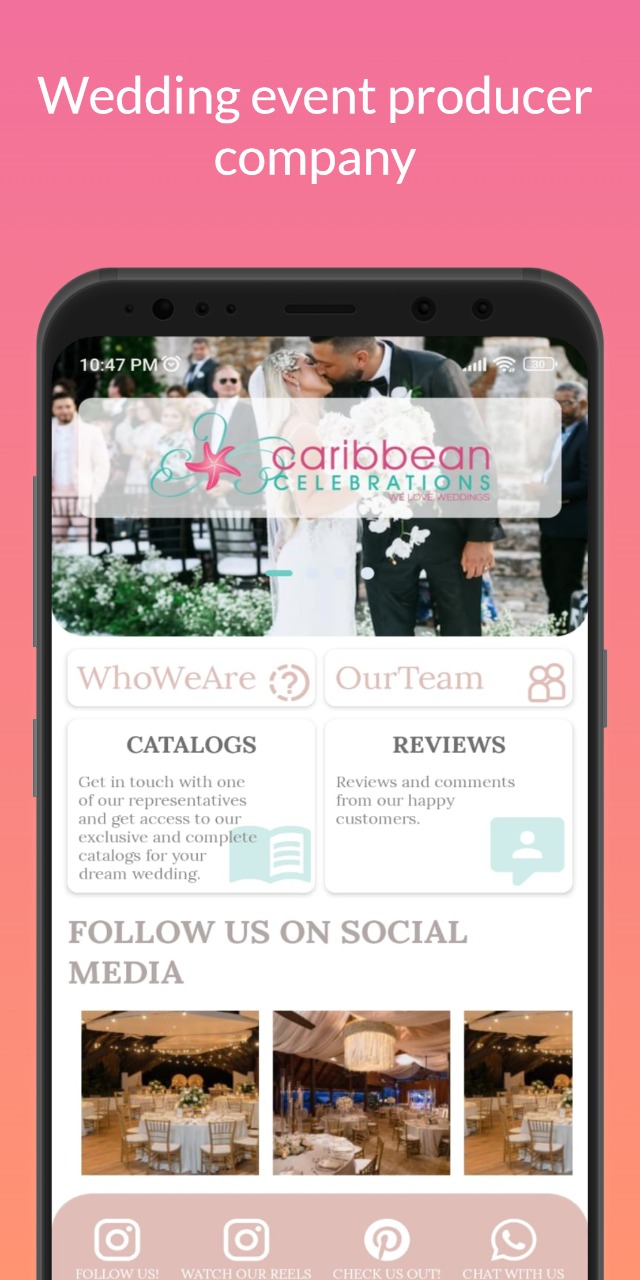 Wedding event producer
company
10:47 PM
30
caribbean
CELEBRATIONS
WE LOVE WEDDINGS
WhoWeAre
OurTeam
CATALOGS
Get in touch with one
of our representatives
and get access to our
exclusive and complete
catalogs for your
dream wedding.
REVIEWS
Reviews and comments
from our happy
customers.
FOLLOW US ON SOCIAL
MEDIA
FOLLOW US!
WATCH OUR REELS
CHECK US OUT!
CHAT WITH US